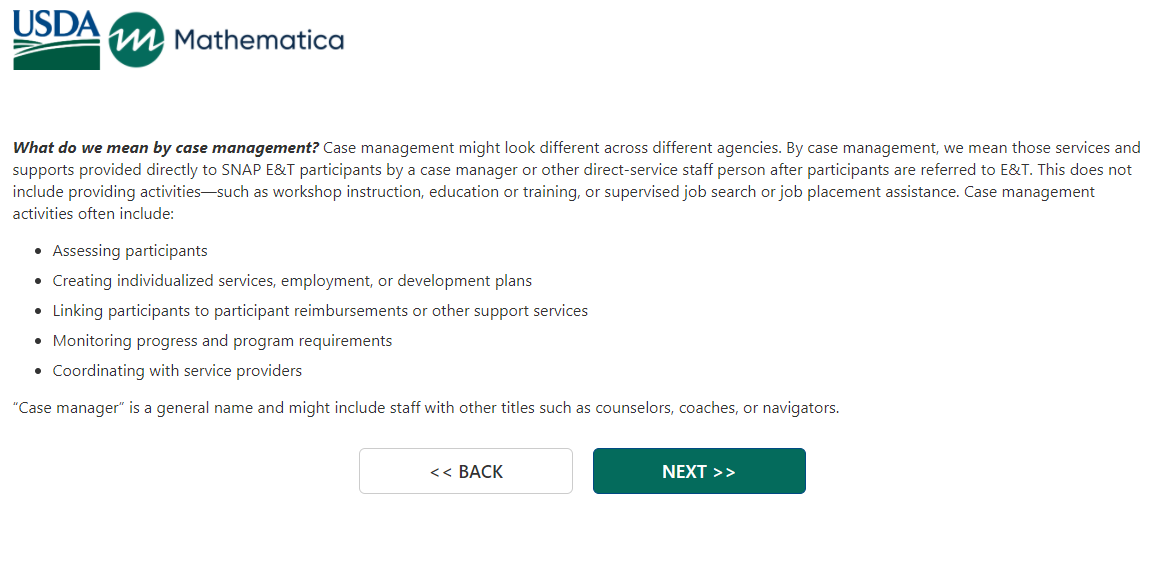 USDA Mathematica
What do we mean by case management? Case management might look different across different agencies. By case management, we mean those services and
supports provided directly to SNAP E&T participants by a case manager or other direct-service staff person after participants are referred to E&T. This does not
include providing activities—such as workshop instruction, education or training, or supervised job search or job placement assistance. Case management
activities often include:
• Assessing participants
• Creating individualized services, employment, or development plans
• Linking participants to participant reimbursements or other support services
• Monitoring progress and program requirements
• Coordinating with service providers
“Case manager” is a general name and might include staff with other titles such as counselors, coaches, or navigators.
<< BACK NEXT >>